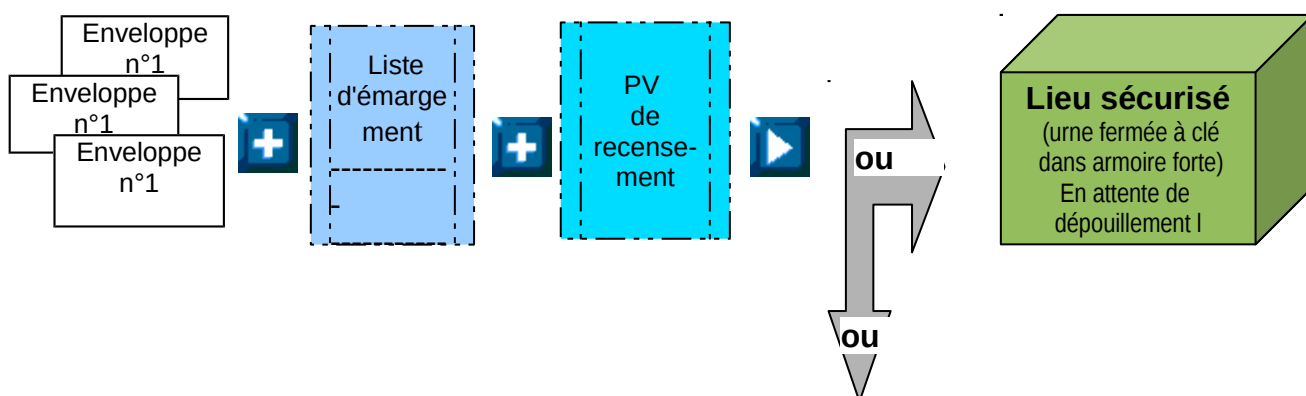 Enveloppe
n°1
Enveloppe
n°1
Enveloppe
n°1
Liste
d'émarge
ment
--------------------
-
--------------------
PV
de
recense-
ment
ou
ou
Lieu sécurisé
(urne fermée à clé
dans armoire forte)
En attente de
dépouillement l